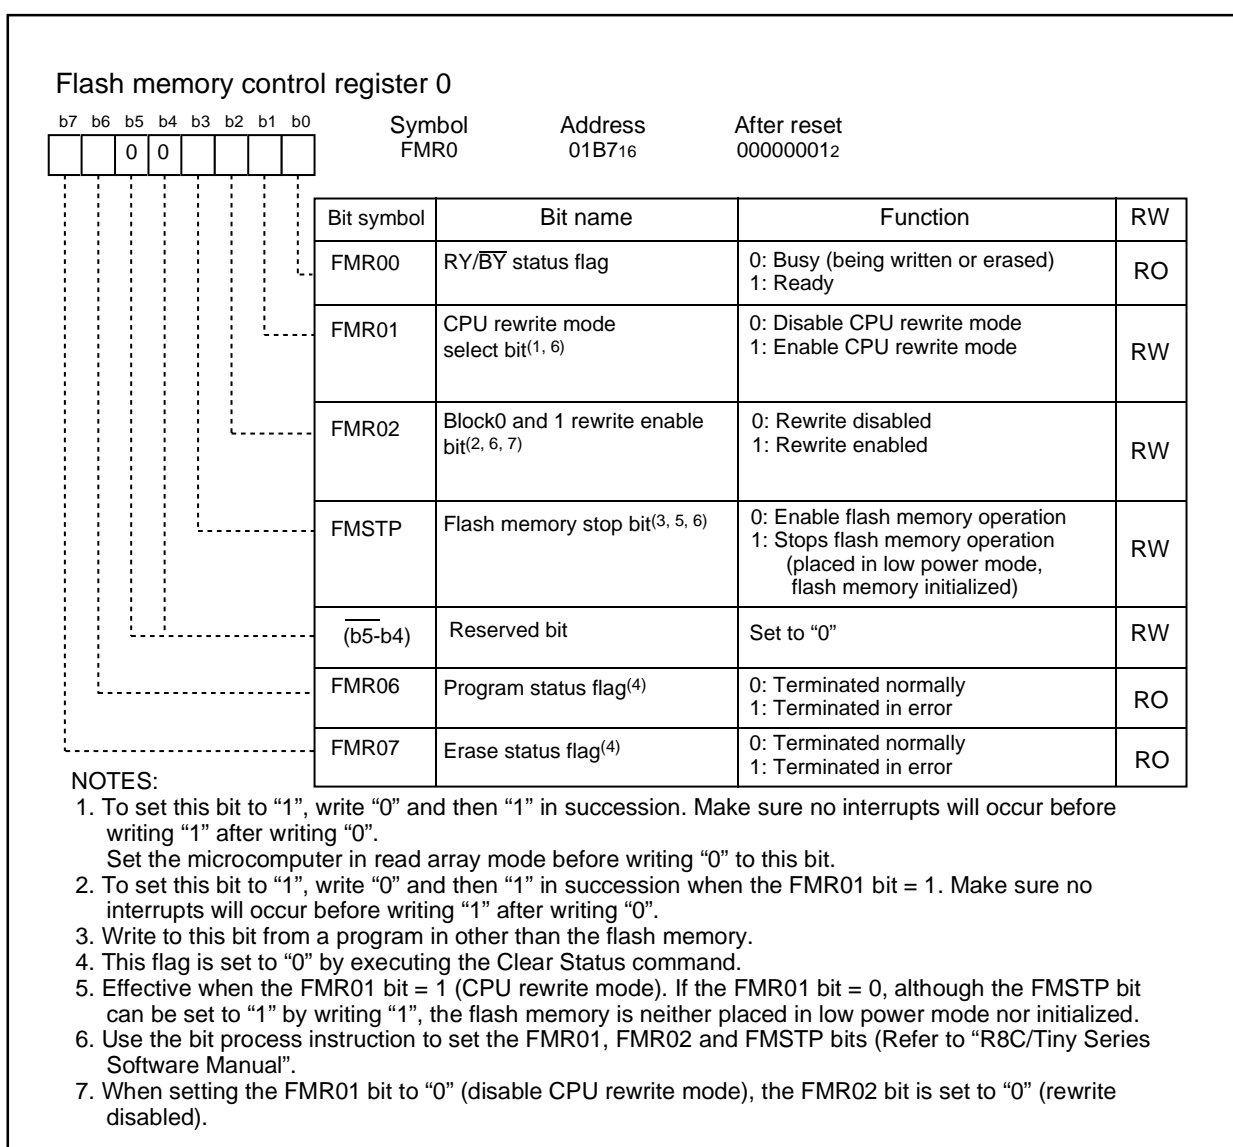 Flash memory control register 0
b7 b6 b5 b4 b3 b2 b1 b0
Symbol Address After reset
0 0
FMR0 01B716 000000012
Bit symbol Bit name Function RW
FMR00 RY/BY status flag 0: Busy (being written or erased) RO
1: Ready
FMR01 CPU rewrite mode 0: Disable CPU rewrite mode
select bit(1, 6) 1: Enable CPU rewrite mode RW
FMR02 Block0 and 1 rewrite enable 0: Rewrite disabled
bit(2, 6, 7) 1: Rewrite enabled RW
FMSTP Flash memory stop bit(3, 5, 6) 0: Enable flash memory operation
1: Stops flash memory operation RW
(placed in low power mode,
flash memory initialized)
(b5-b4) Reserved bit Set to “0” RW
FMR06 Program status flag(4) 0: Terminated normally RO
1: Terminated in error
FMR07 Erase status flag(4) 0: Terminated normally RO
1: Terminated in error
NOTES:
1. To set this bit to “1”, write “0” and then “1” in succession. Make sure no interrupts will occur before
writing “1” after writing “0”.
Set the microcomputer in read array mode before writing “0” to this bit.
2. To set this bit to “1”, write “0” and then “1” in succession when the FMR01 bit = 1. Make sure no
interrupts will occur before writing “1” after writing “0”.
3. Write to this bit from a program in other than the flash memory.
4. This flag is set to “0” by executing the Clear Status command.
5. Effective when the FMR01 bit = 1 (CPU rewrite mode). If the FMR01 bit = 0, although the FMSTP bit
can be set to “1” by writing “1”, the flash memory is neither placed in low power mode nor initialized.
6. Use the bit process instruction to set the FMR01, FMR02 and FMSTP bits (Refer to “R8C/Tiny Series
Software Manual”.
7. When setting the FMR01 bit to “0” (disable CPU rewrite mode), the FMR02 bit is set to “0” (rewrite
disabled).